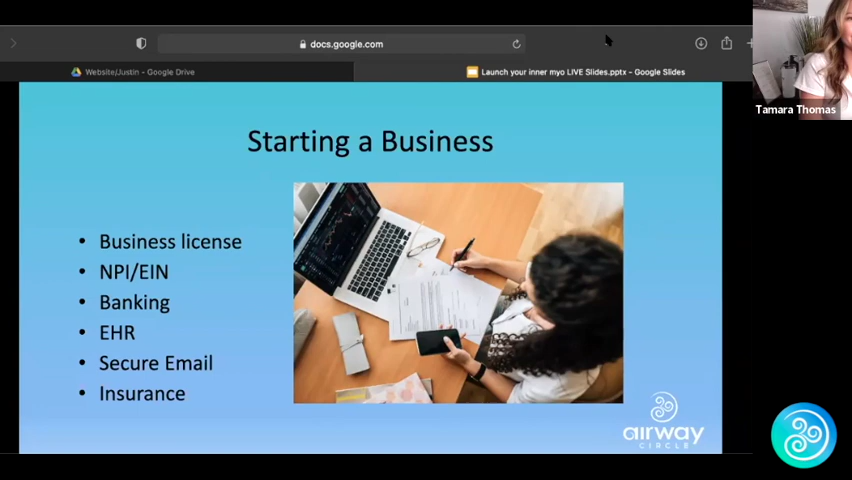 docs.google.com
Website/Justin - Google Drive
Launch your inner myo LIVE Slides.pptx - Google Slides
Tamara Thomas
Starting a Business
• Business license
• NPI/EIN
• Banking
• EHR
• Secure Email
• Insurance
airway
CIRCLE